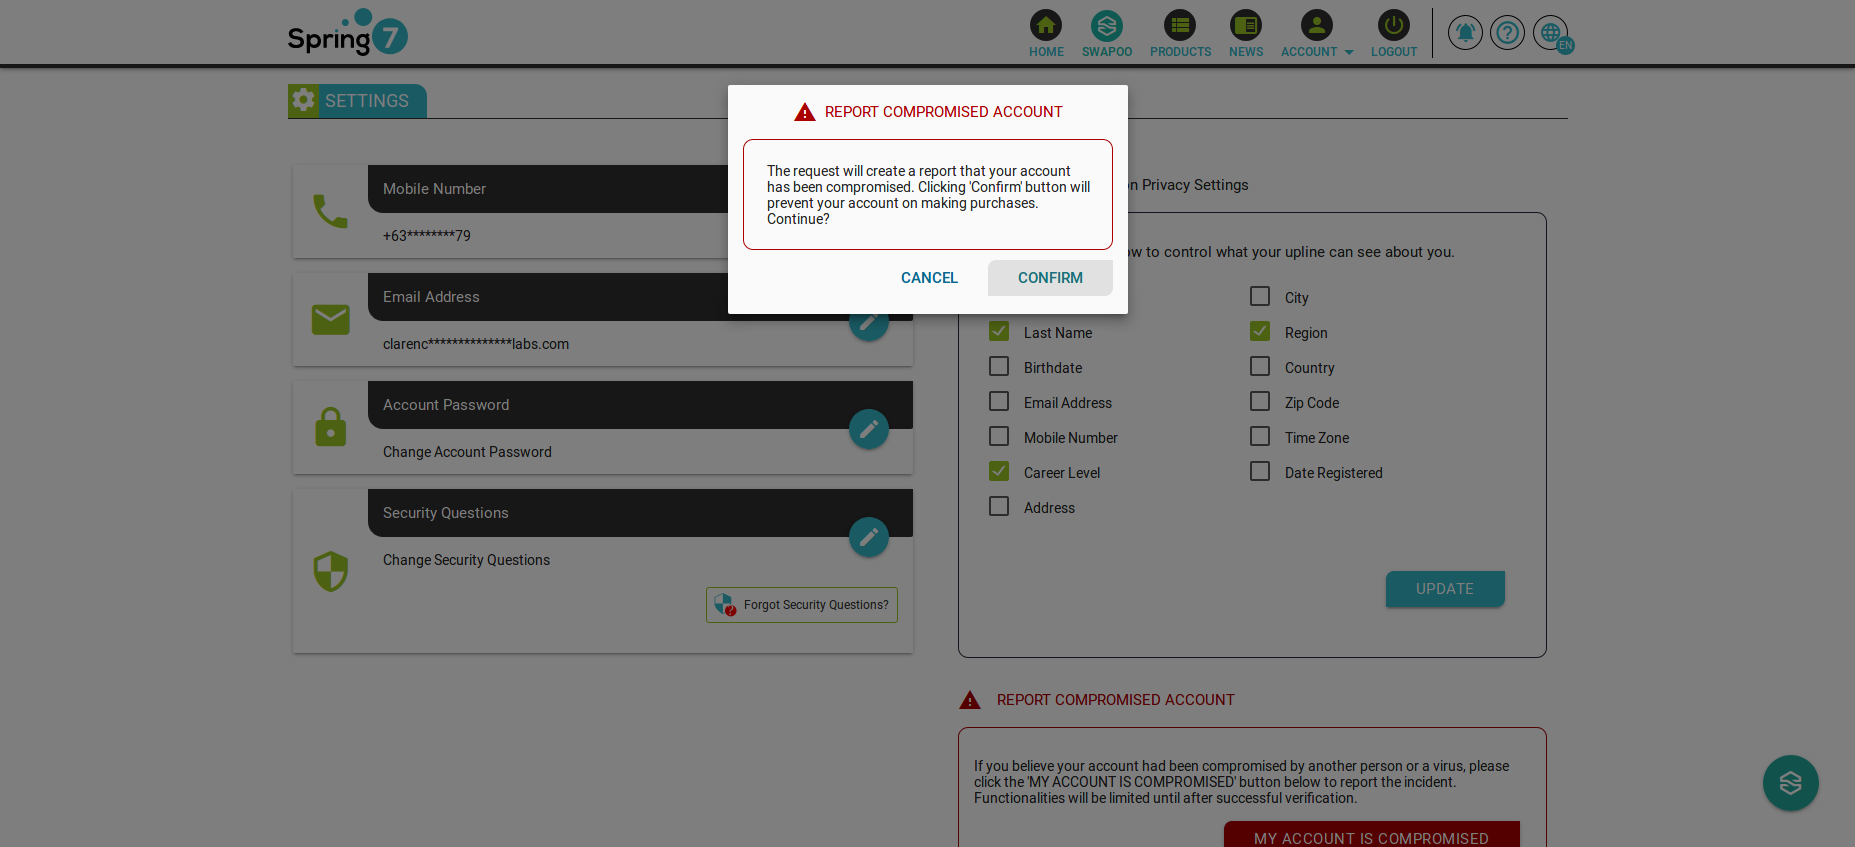 Spring 7
HOME
SWAPOO
PRODUCTS
NEWS
ACCOUNT
LOGOUT
EN
SETTINGS
REPORT COMPROMISED ACCOUNT
The request will create a report that your account
has been compromised. Clicking 'Confirm' button will
prevent your account on making purchases.
Continue?
CANCEL
CONFIRM
Mobile Number
+63********79
Email Address
clarenc**************labs.com
Account Password
Change Account Password
Security Questions
Change Security Questions
Forgot Security Questions?
Privacy Settings
to control what your upline can see about you.
City
Last Name
Region
Birthdate
Country
Email Address
Zip Code
Mobile Number
Time Zone
Career Level
Date Registered
Address
UPDATE
REPORT COMPROMISED ACCOUNT
If you believe your account had been compromised by another person or a virus, please
click the 'MY ACCOUNT IS COMPROMISED' button below to report the incident.
Functionalities will be limited until after successful verification.
MY ACCOUNT IS COMPROMISED